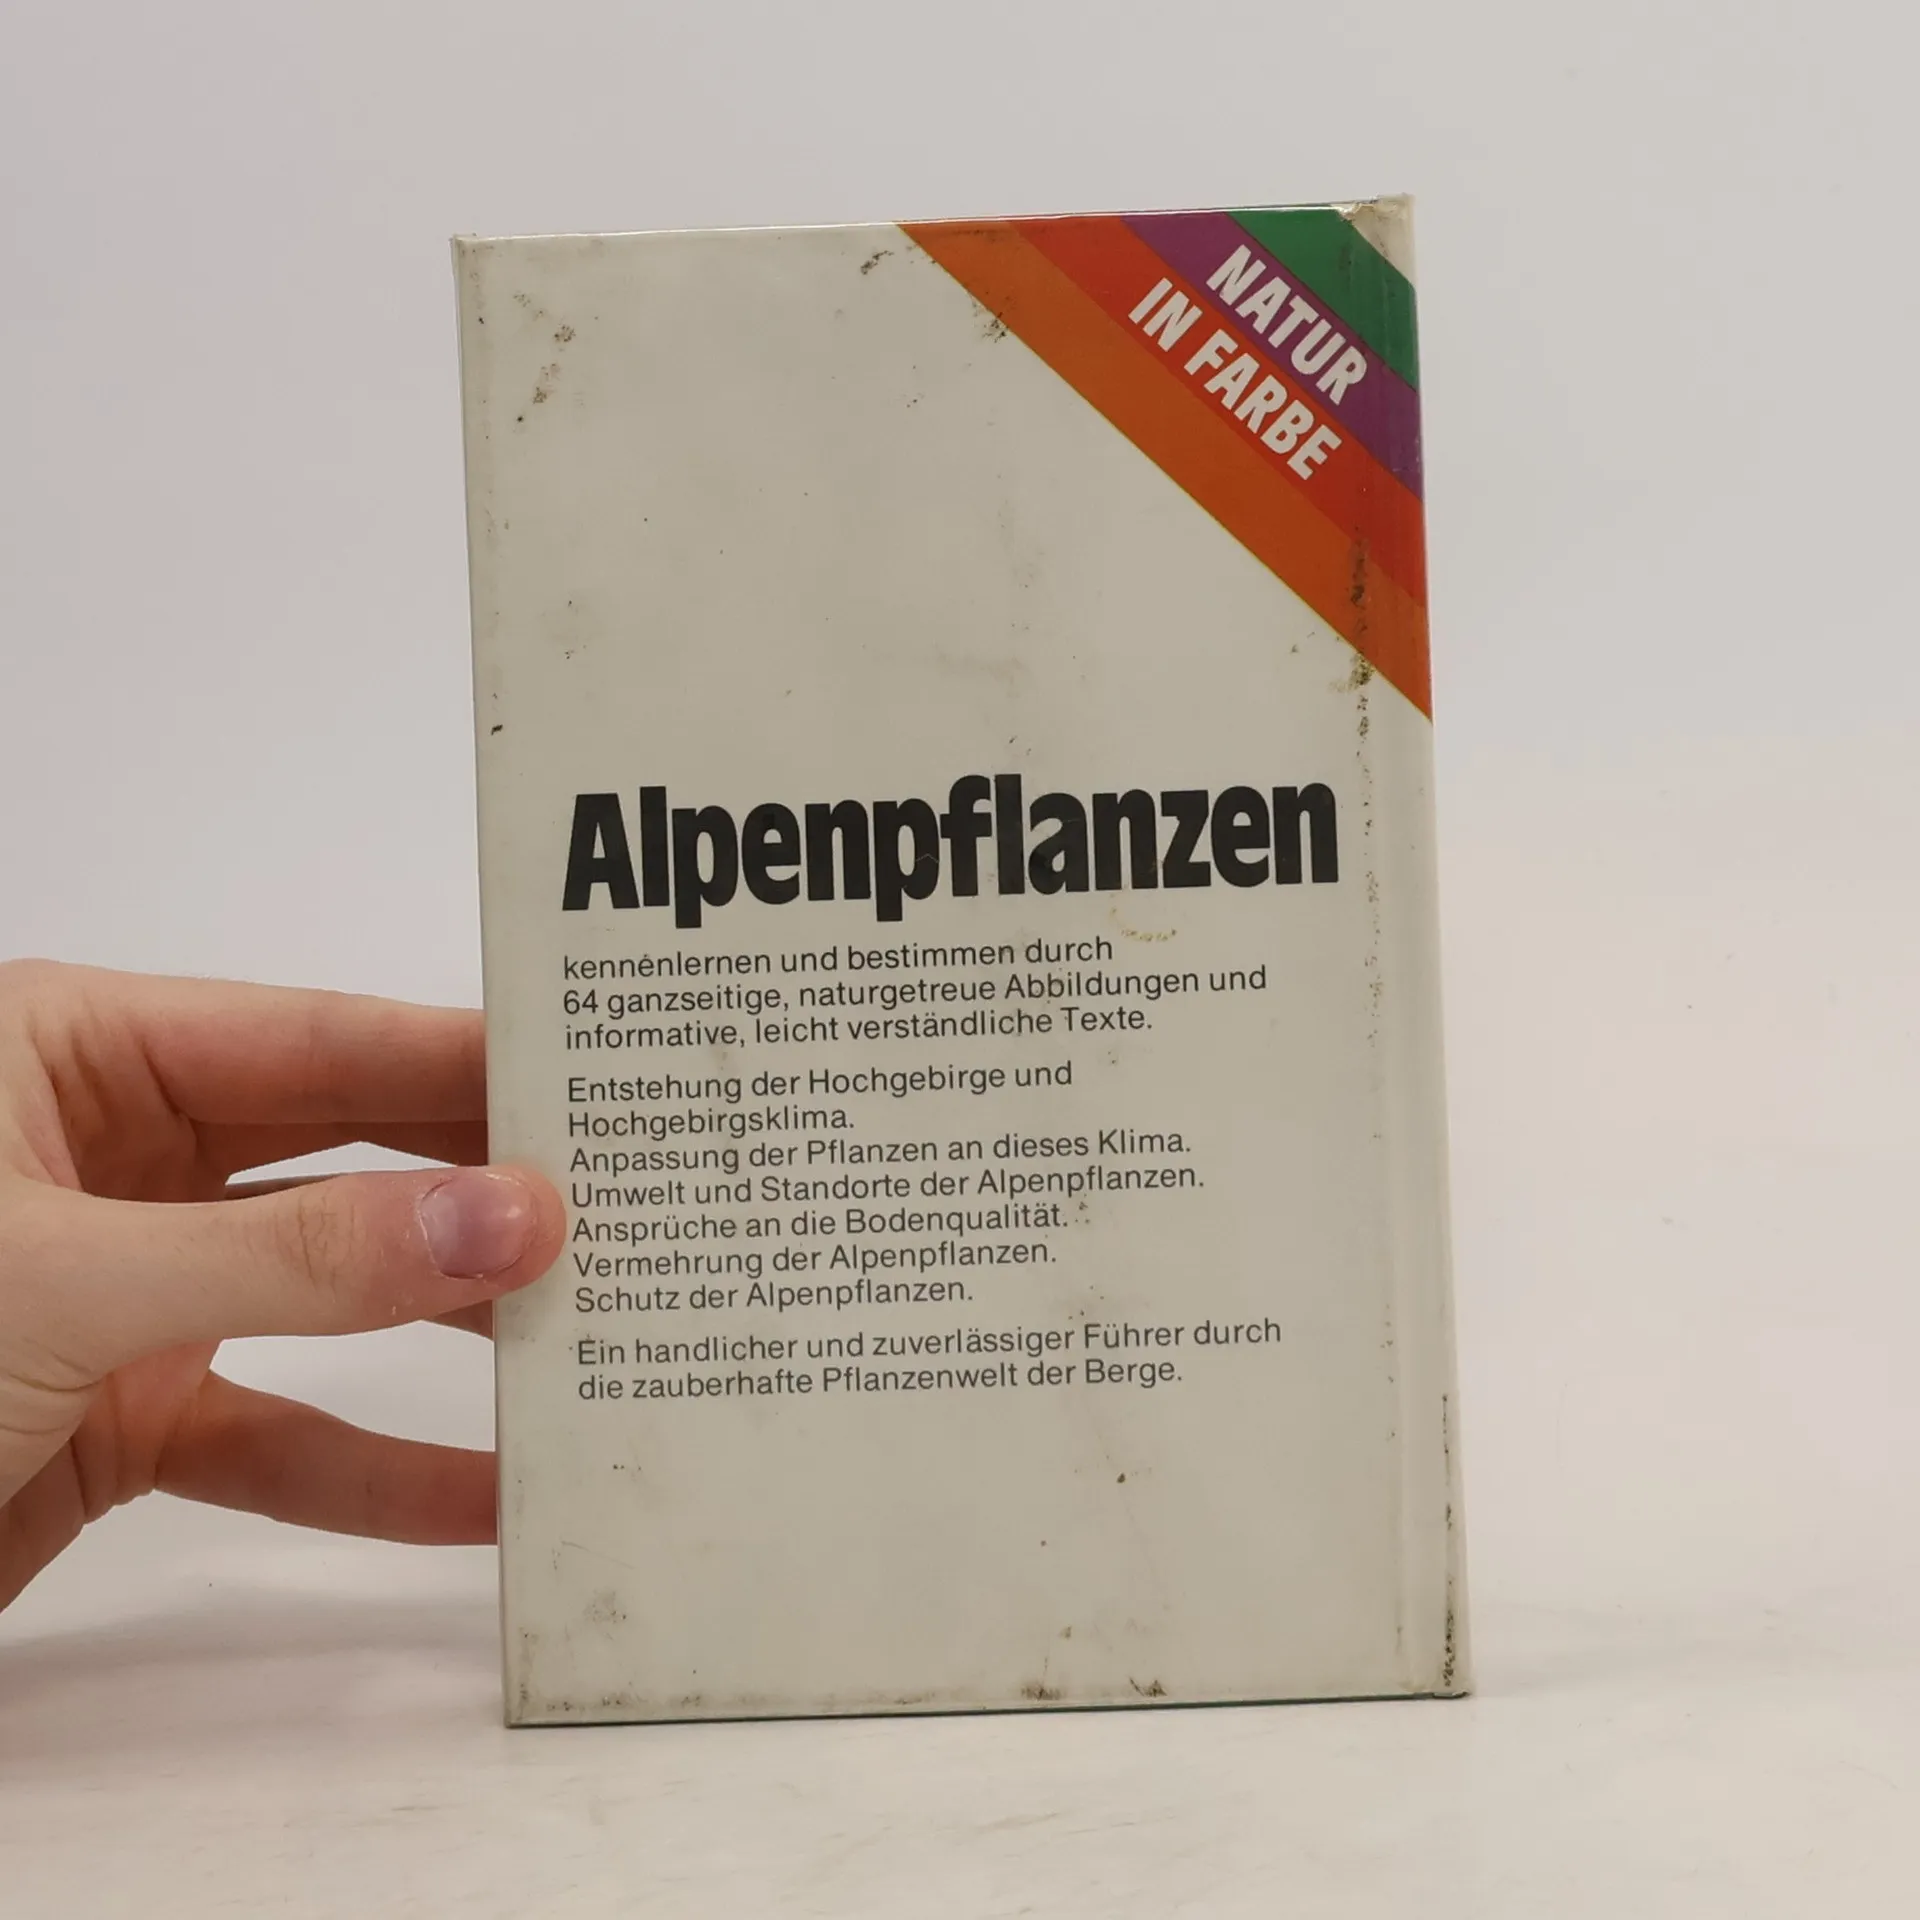 NATUR
IN FARBE
Alpenpflanzen
kennenlernen und bestimmen durch
64 ganzseitige, naturgetreue Abbildungen und
informative, leicht verständliche Texte.
Entstehung der Hochgebirge und
Hochgebirgsklima.
Anpassung der Pflanzen an dieses Klima.
Umwelt und Standorte der Alpenpflanzen.
Ansprüche an die Bodenqualität.
Vermehrung der Alpenpflanzen.
Schutz der Alpenpflanzen.
Ein handlicher und zuverlässiger Führer durch
die zauberhafte Pflanzenwelt der Berge.